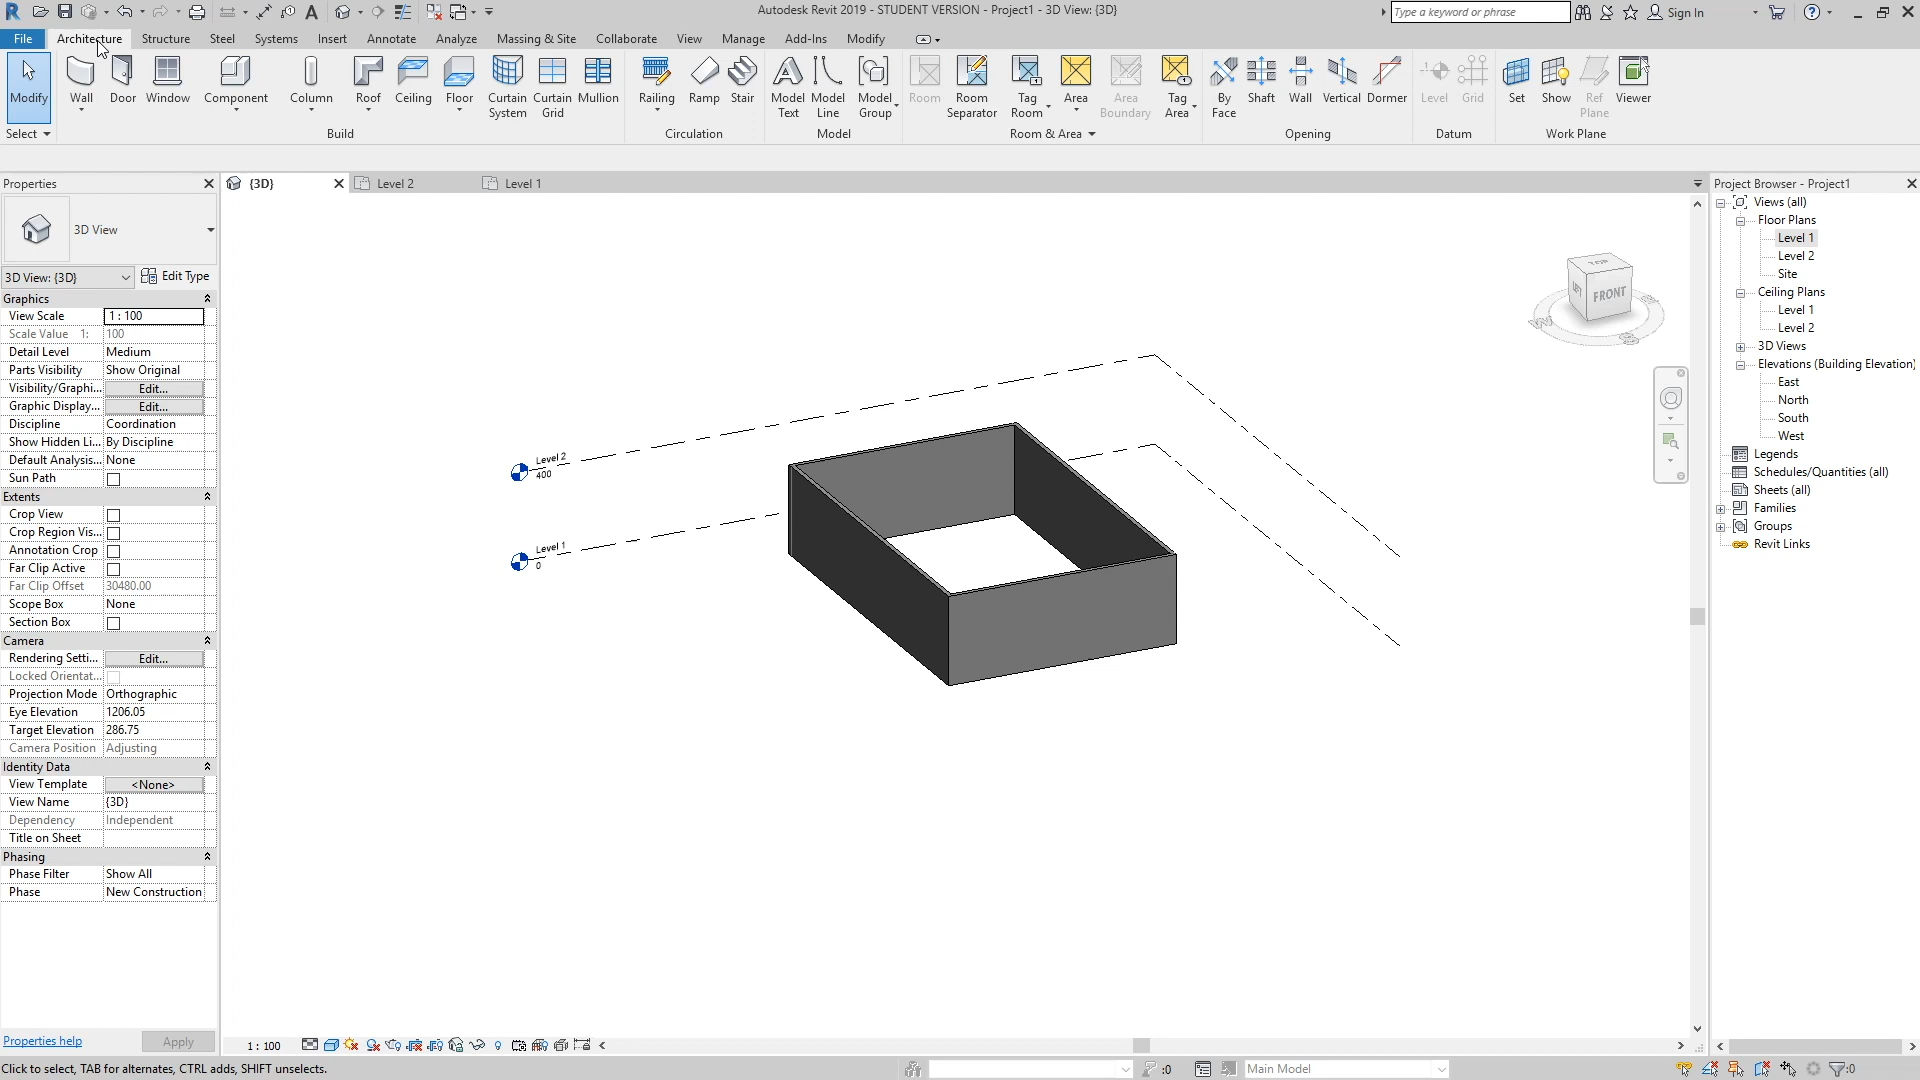 Autodesk Revit 2019 - STUDENT VERSION - Project1 - 3D View: {3D}
Type a keyword or phrase
Sign In
File Architecture Structure Steel Systems Insert Annotate Analyze Massing & Site Collaborate View Manage Add-Ins Modify
Modify Wall Door Window Component Column Roof Ceiling Floor Curtain System Curtain Grid Mullion Railing Ramp Stair Model Text Model Line Model Group Room Room Separator Tag Room Area Area Boundary Tag Area By Face Shaft Wall Vertical Dormer Level Grid Set Show Ref Plane Viewer
Select Build Circulation Model Room & Area Opening Datum Work Plane
Properties
3D View
3D View: {3D} Edit Type
Graphics
View Scale 1 : 100
Scale Value 1: 100
Detail Level Medium
Parts Visibility Show Original
Visibility/Graphi... Edit...
Graphic Display... Edit...
Discipline Coordination
Show Hidden Li... By Discipline
Default Analysis... None
Sun Path
Extents
Crop View
Crop Region Vis...
Annotation Crop
Far Clip Active
Far Clip Offset 30480.00
Scope Box None
Section Box
Camera
Rendering Setti... Edit...
Locked Orientat...
Projection Mode Orthographic
Eye Elevation 1206.05
Target Elevation 286.75
Camera Position Adjusting
Identity Data
View Template <None>
View Name {3D}
Dependency Independent
Title on Sheet
Phasing
Phase Filter Show All
Phase New Construction
Properties help Apply
{3D} Level 2 Level 1
Level 2
400
Level 1
0
TOP
LEFT FRONT
W
S
1 : 100
Project Browser - Project1
Views (all)
Floor Plans
Level 1
Level 2
Site
Ceiling Plans
Level 1
Level 2
3D Views
Elevations (Building Elevation)
East
North
South
West
Legends
Schedules/Quantities (all)
Sheets (all)
Families
Groups
Revit Links
Click to select, TAB for alternates, CTRL adds, SHIFT unselects.
:0
Main Model
:0